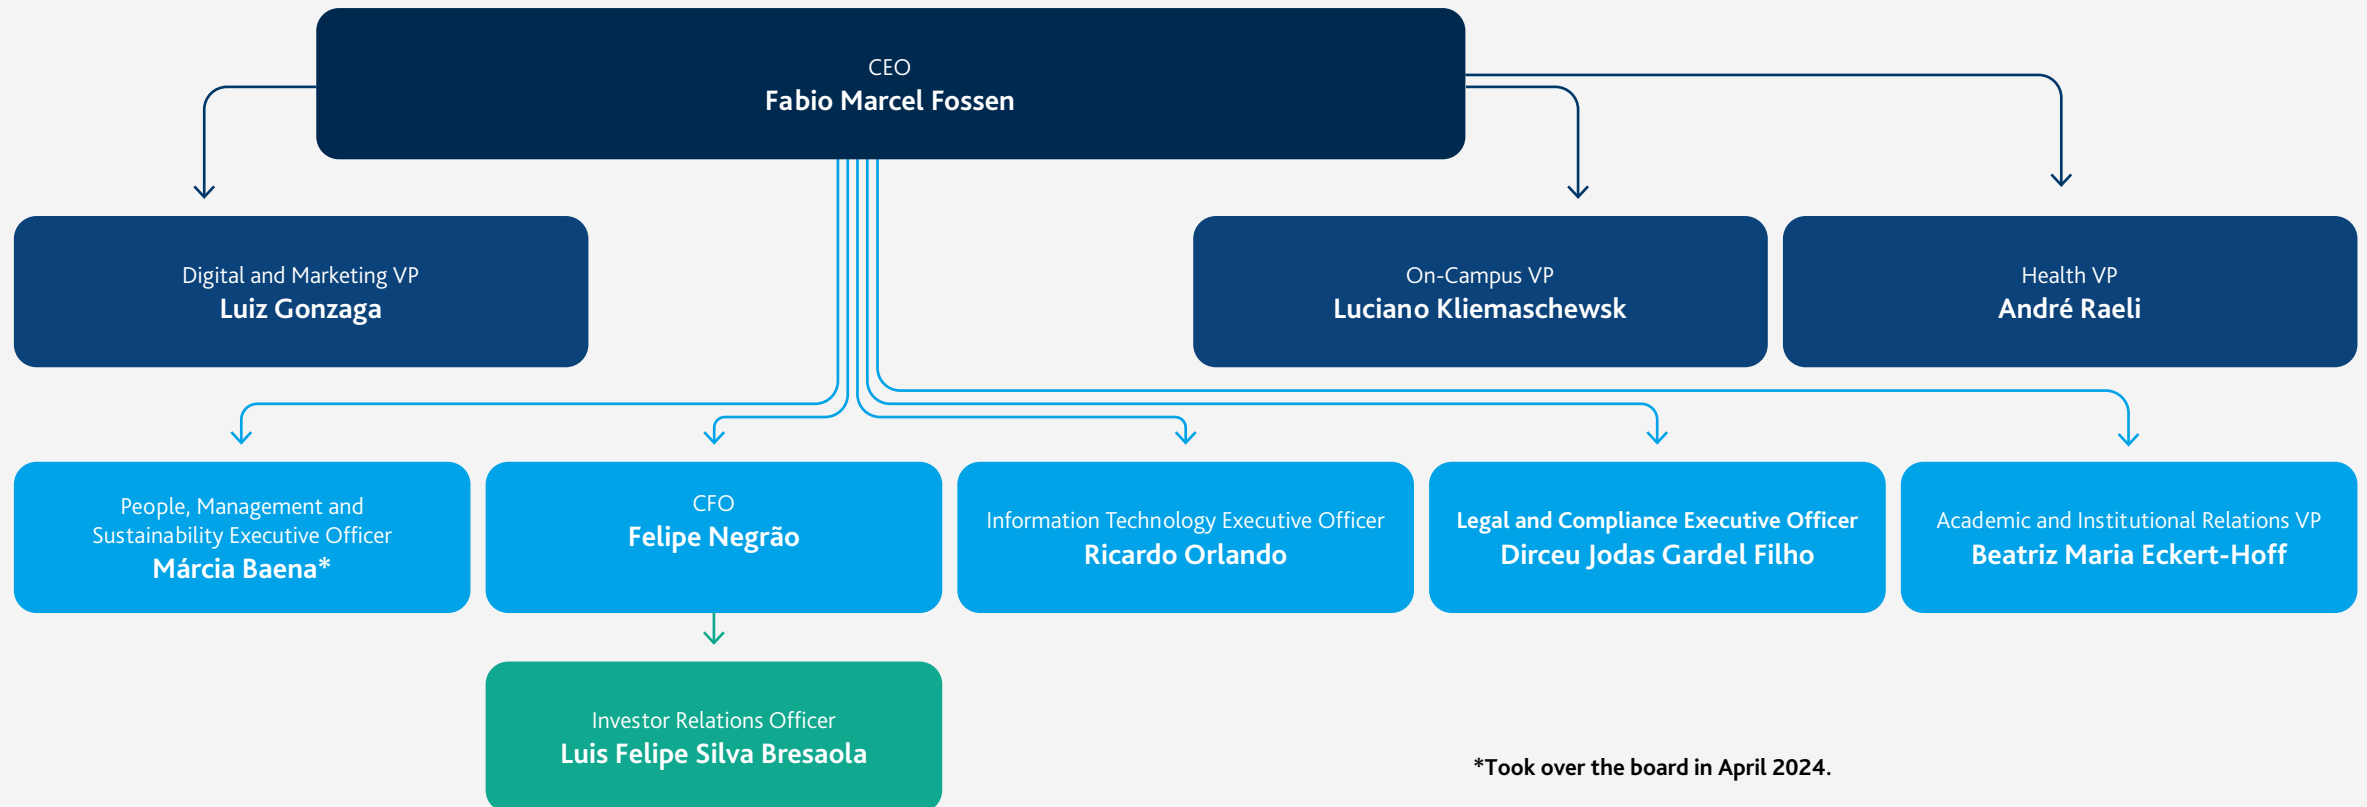 CEO
Fabio Marcel Fossen
Digital and Marketing VP
Luiz Gonzaga
On-Campus VP
Luciano Kliemaschewsk
Health VP
André Raeli
People, Management and
Sustainability Executive Officer
Márcia Baena*
CFO
Felipe Negrão
Information Technology Executive Officer
Ricardo Orlando
Legal and Compliance Executive Officer
Dirceu Jodas Gardel Filho
Academic and Institutional Relations VP
Beatriz Maria Eckert-Hoff
Investor Relations Officer
Luis Felipe Silva Bresaola
*Took over the board in April 2024.